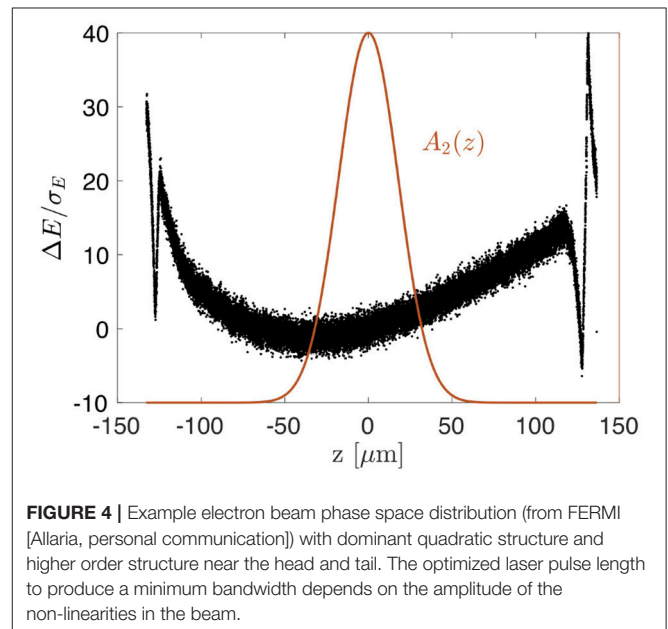 40
30
20
10
0
-10
ΔE/σ_E
A₂(z)
-150
-100
-50
0
50
100
150
z [μm]
FIGURE 4 | Example electron beam phase space distribution (from FERMI
[Allaria, personal communication]) with dominant quadratic structure and
higher order structure near the head and tail. The optimized laser pulse length
to produce a minimum bandwidth depends on the amplitude of the
non-linearities in the beam.